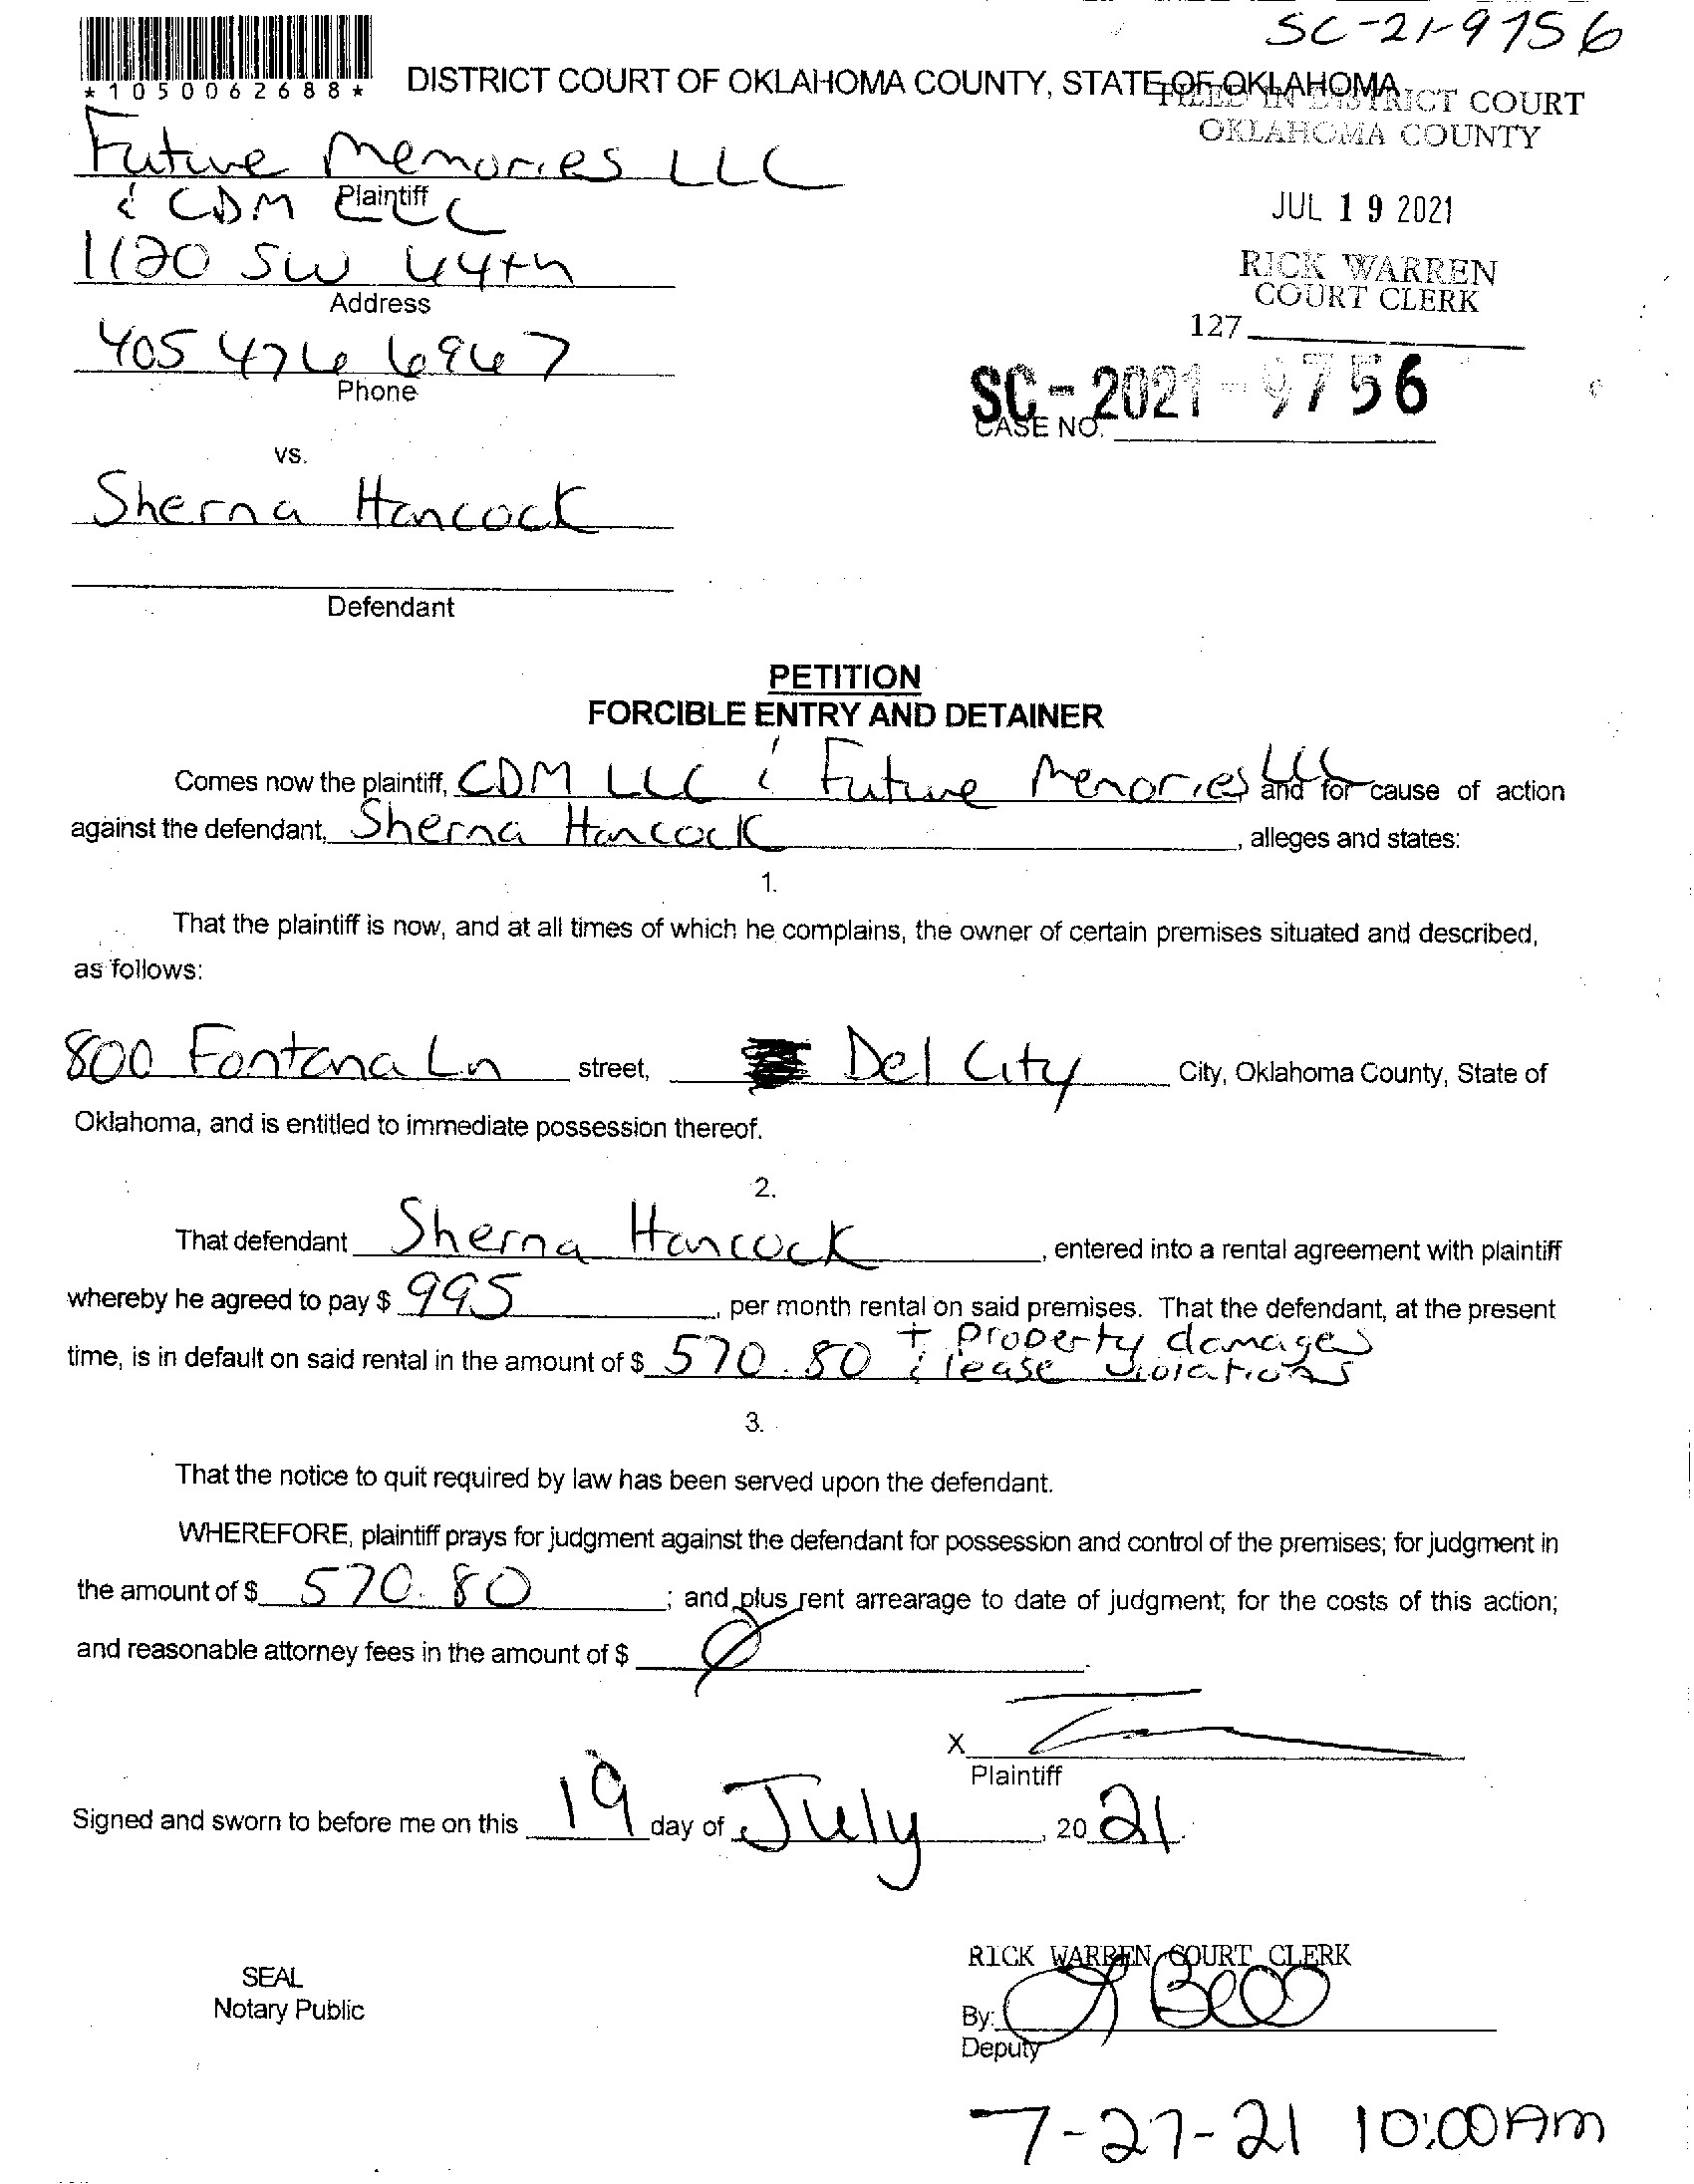 SC-21-9756
*1050062688*
DISTRICT COURT OF OKLAHOMA COUNTY, STATE OF OKLAHOMA
FILED IN DISTRICT COURT
OKLAHOMA COUNTY
Future Memories LLC
& CDM LLC
Plaintiff
JUL 19 2021
1120 SW 44th
Address
RICK WARREN
COURT CLERK
127
405 476 6967
Phone
SC-2021-9756
CASE NO.
vs.
Sherna Hancock
Defendant
PETITION
FORCIBLE ENTRY AND DETAINER
Comes now the plaintiff, CDM LLC & Future Memories LLC and for cause of action
against the defendant, Sherna Hancock, alleges and states:
1.
That the plaintiff is now, and at all times of which he complains, the owner of certain premises situated and described,
as follows:
800 Fontana Ln street, Del City City, Oklahoma County, State of
Oklahoma, and is entitled to immediate possession thereof.
2.
That defendant Sherna Hancock, entered into a rental agreement with plaintiff
whereby he agreed to pay $ 995, per month rental on said premises. That the defendant, at the present
time, is in default on said rental in the amount of $ 570.80 + property damages
& lease violations
3.
That the notice to quit required by law has been served upon the defendant.
WHEREFORE, plaintiff prays for judgment against the defendant for possession and control of the premises; for judgment in
the amount of $ 570.80; and plus rent arrearage to date of judgment; for the costs of this action;
and reasonable attorney fees in the amount of $ Ø.
X
Plaintiff
Signed and sworn to before me on this 19 day of July, 2021.
RICK WARREN COURT CLERK
SEAL
Notary Public
By:
Deputy
7-27-21 10:00AM